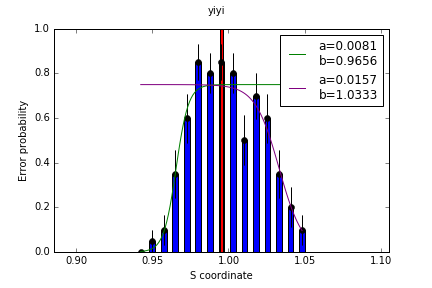 yiyi
1.0
0.8
0.6
0.4
0.2
0.0
Error probability
a=0.0081
b=0.9656
a=0.0157
b=1.0333
0.90 0.95 1.00 1.05 1.10
S coordinate